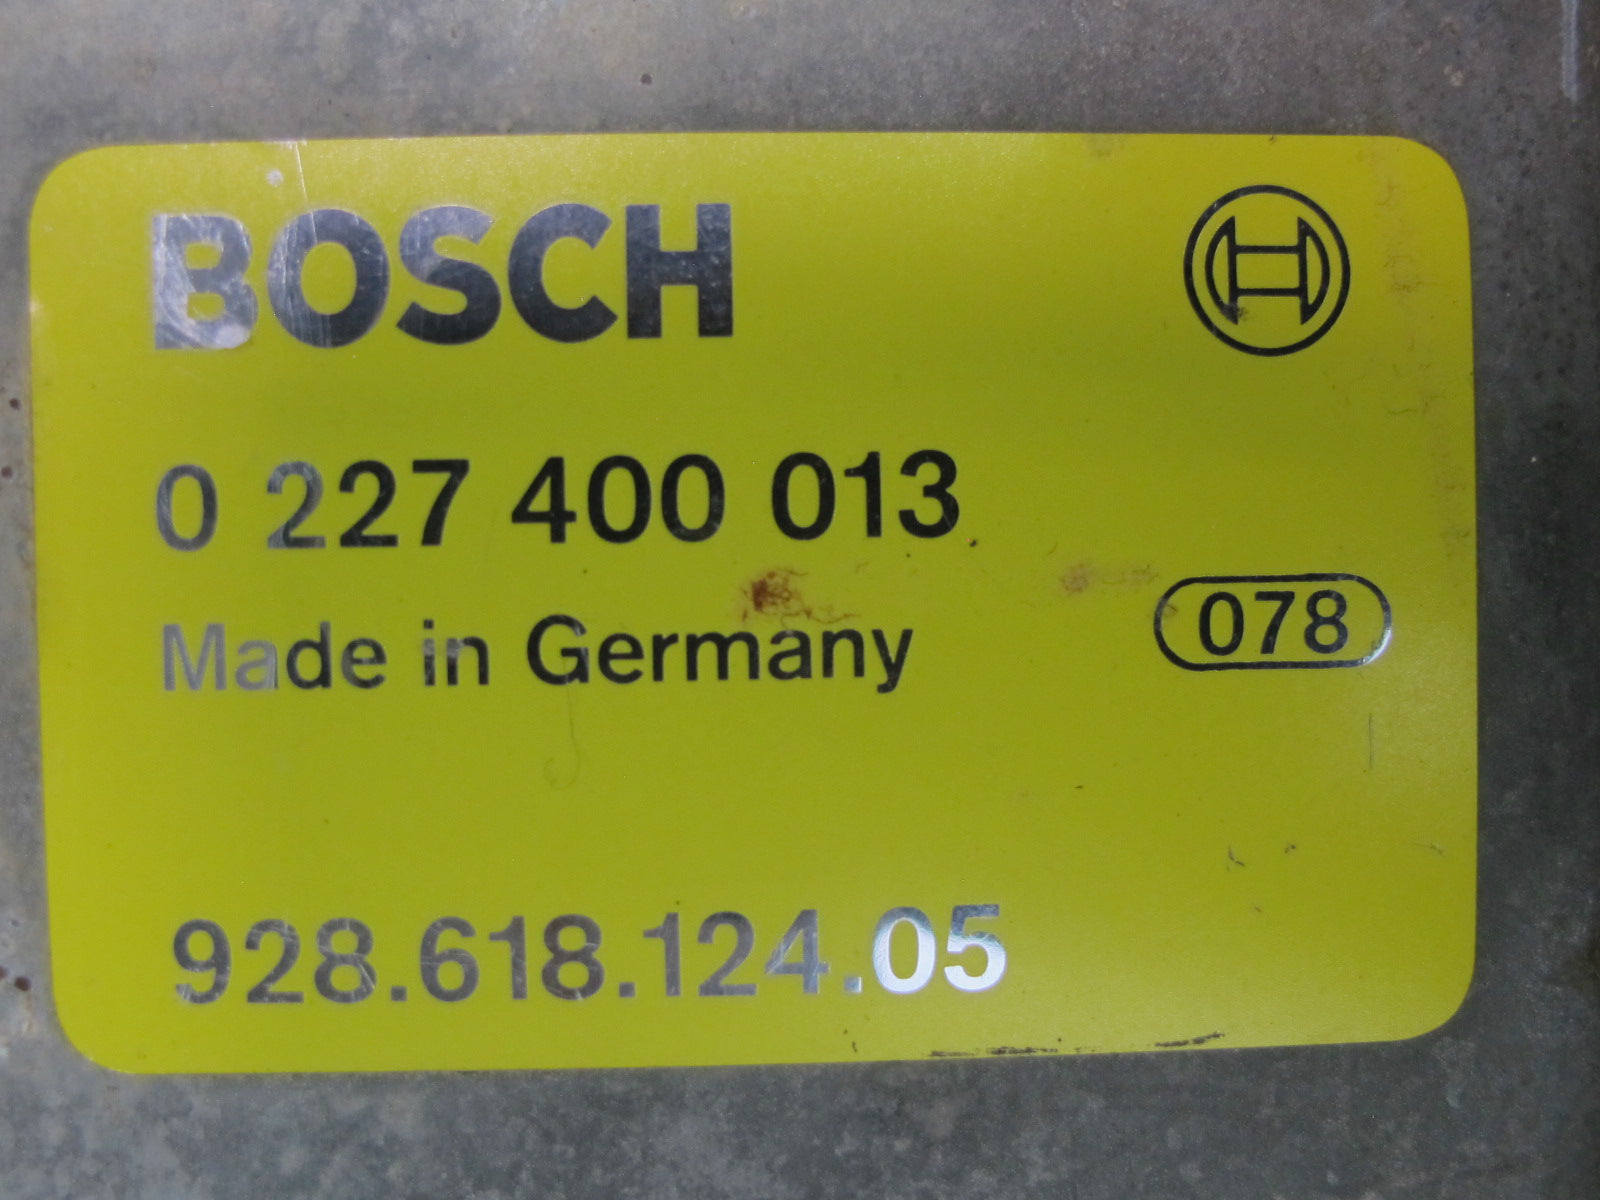 BOSCH
0 227 400 013
Made in Germany 078
928.618.124.05